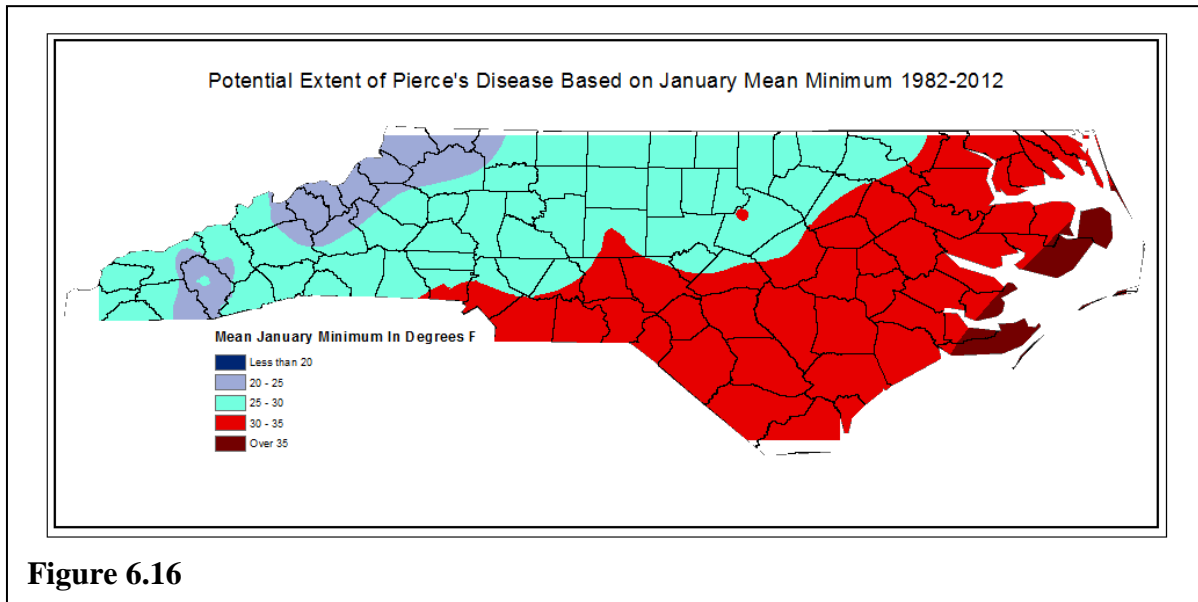 Potential Extent of Pierce's Disease Based on January Mean Minimum 1982-2012
Mean January Minimum In Degrees F
Less than 20
20 - 25
25 - 30
30 - 35
Over 35
Figure 6.16